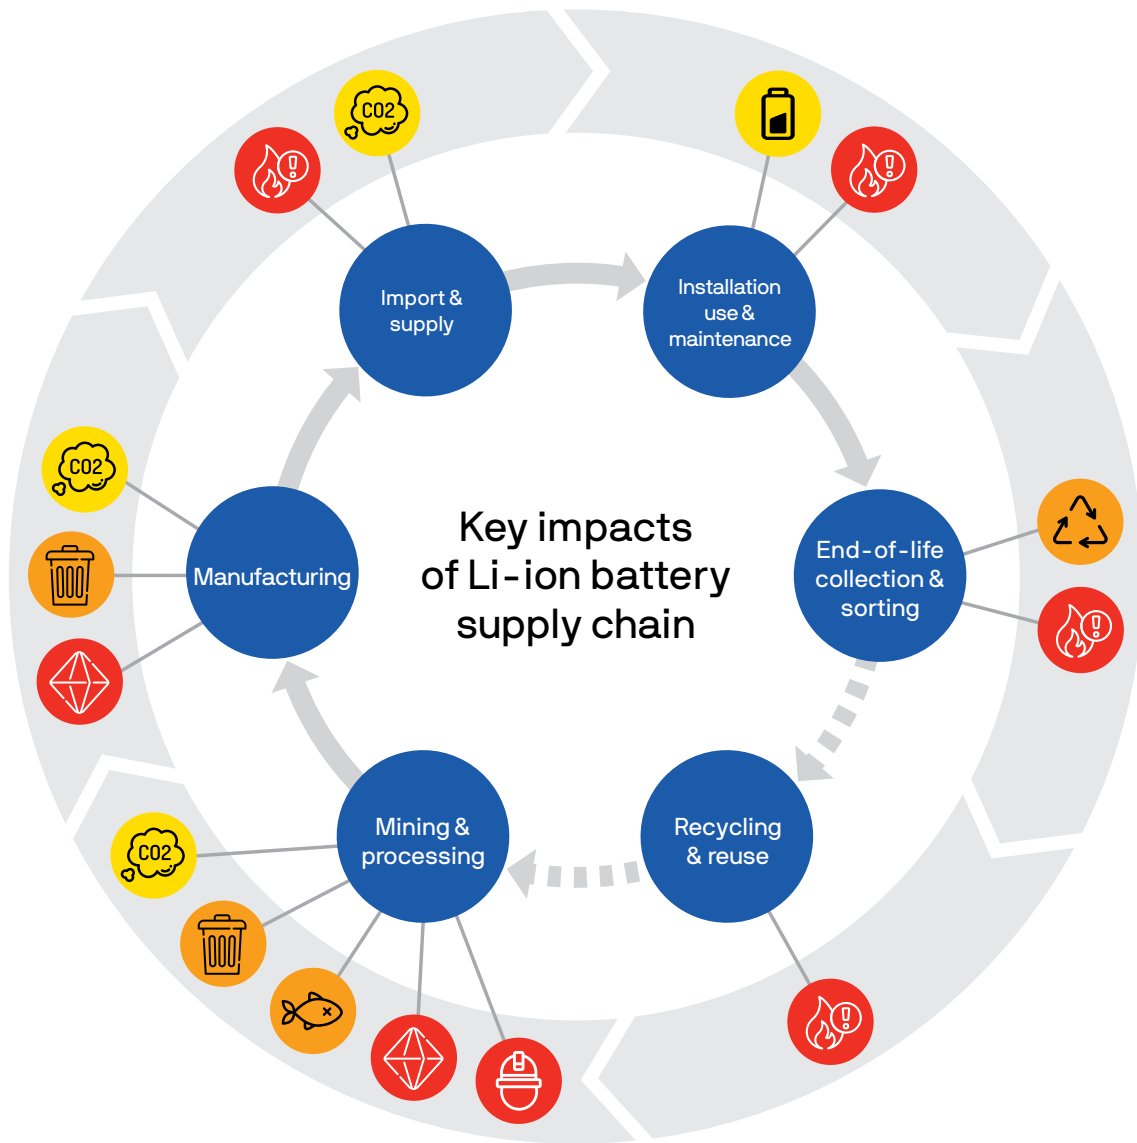 CO2
Import &
supply
Installation
use &
maintenance
CO2
Manufacturing
Key impacts
of Li-ion battery
supply chain
End-of-life
collection &
sorting
CO2
Mining &
processing
Recycling
& reuse